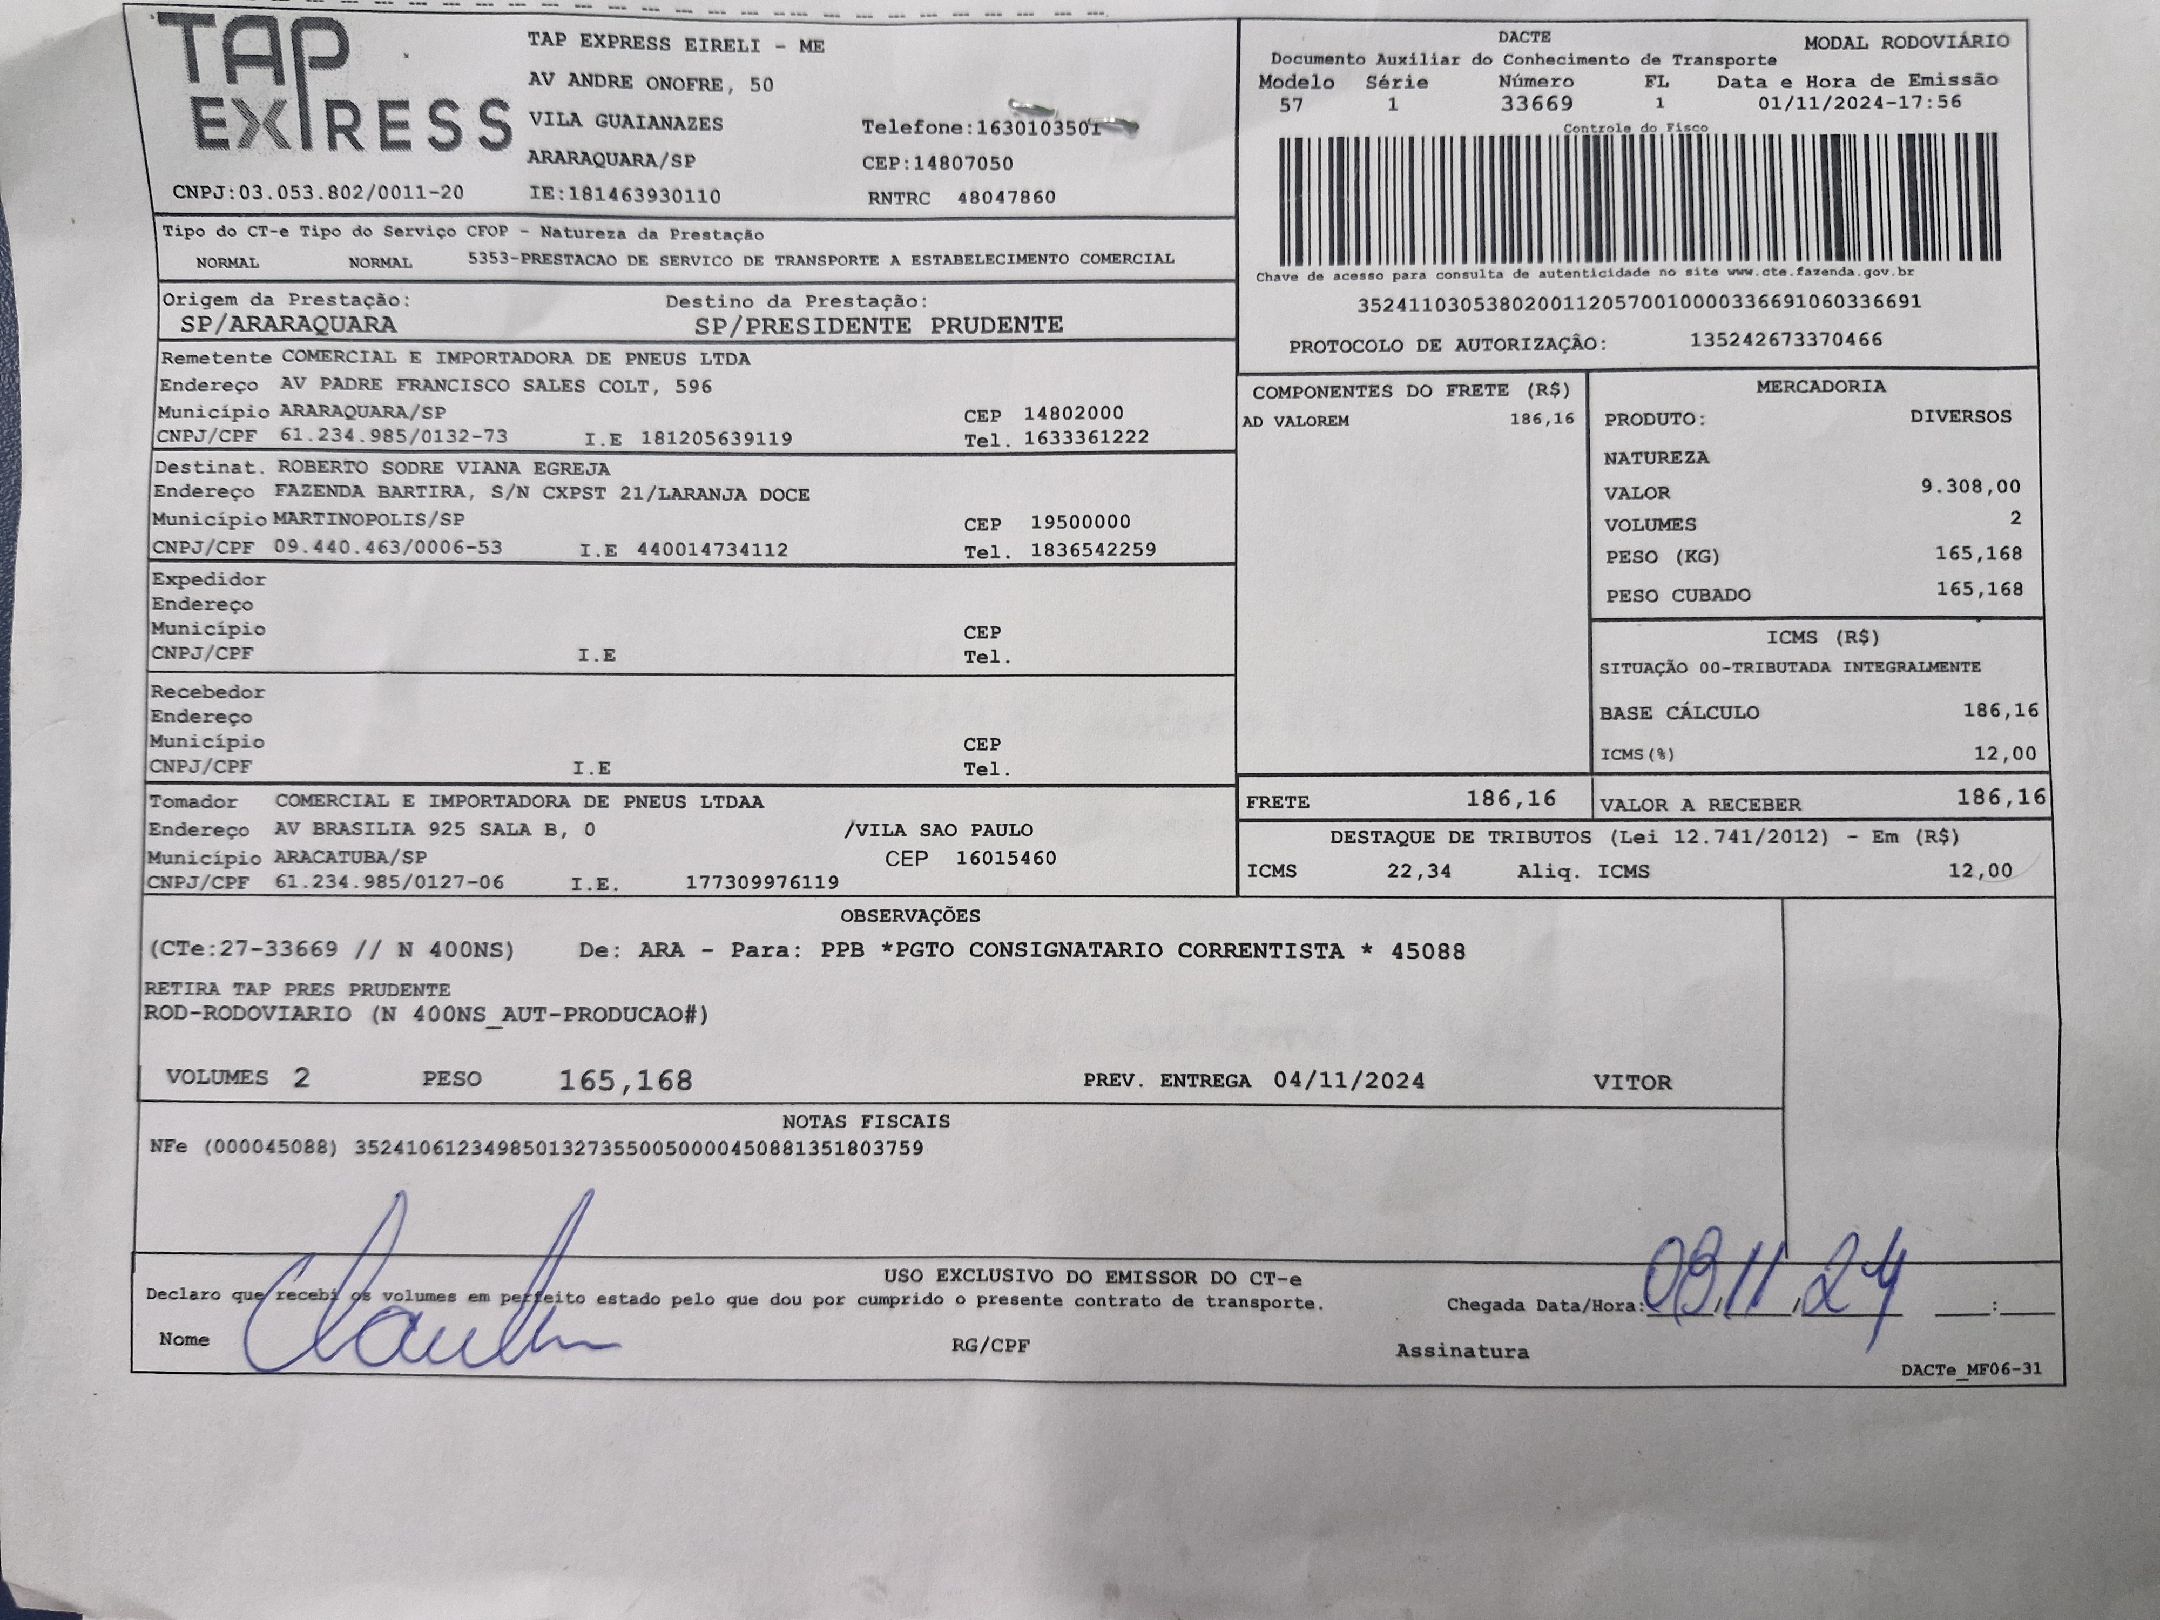 TAP EXPRESS
TAP EXPRESS EIRELI - ME
AV ANDRE ONOFRE, 50
VILA GUAIANAZES Telefone:1630103501
ARARAQUARA/SP CEP:14807050
CNPJ:03.053.802/0011-20 IE:181463930110 RNTRC 48047860
DACTE MODAL RODOVIÁRIO
Documento Auxiliar do Conhecimento de Transporte
Modelo Série Número FL Data e Hora de Emissão
57 1 33669 1 01/11/2024-17:56
Controle do Fisco
Chave de acesso para consulta de autenticidade no site www.cte.fazenda.gov.br
35241103053802001120570010000336691060336691
PROTOCOLO DE AUTORIZAÇÃO: 135242673370466
Tipo do CT-e Tipo do Serviço CFOP - Natureza da Prestação
NORMAL NORMAL 5353-PRESTACAO DE SERVICO DE TRANSPORTE A ESTABELECIMENTO COMERCIAL
Origem da Prestação: Destino da Prestação:
SP/ARARAQUARA SP/PRESIDENTE PRUDENTE
Remetente COMERCIAL E IMPORTADORA DE PNEUS LTDA
Endereço AV PADRE FRANCISCO SALES COLT, 596
Município ARARAQUARA/SP CEP 14802000
CNPJ/CPF 61.234.985/0132-73 I.E 181205639119 Tel. 1633361222
Destinat. ROBERTO SODRE VIANA EGREJA
Endereço FAZENDA BARTIRA, S/N CXPST 21/LARANJA DOCE
Município MARTINOPOLIS/SP CEP 19500000
CNPJ/CPF 09.440.463/0006-53 I.E 440014734112 Tel. 1836542259
Expedidor
Endereço
Município CEP
CNPJ/CPF I.E Tel.
Recebedor
Endereço
Município CEP
CNPJ/CPF I.E Tel.
Tomador COMERCIAL E IMPORTADORA DE PNEUS LTDAA
Endereço AV BRASILIA 925 SALA B, 0 /VILA SAO PAULO
Município ARACATUBA/SP CEP 16015460
CNPJ/CPF 61.234.985/0127-06 I.E. 177309976119
COMPONENTES DO FRETE (R$)
AD VALOREM 186,16
MERCADORIA
PRODUTO: DIVERSOS
NATUREZA
VALOR 9.308,00
VOLUMES 2
PESO (KG) 165,168
PESO CUBADO 165,168
ICMS (R$)
SITUAÇÃO 00-TRIBUTADA INTEGRALMENTE
BASE CÁLCULO 186,16
ICMS(%) 12,00
FRETE 186,16 VALOR A RECEBER 186,16
DESTAQUE DE TRIBUTOS (Lei 12.741/2012) - Em (R$)
ICMS 22,34 Aliq. ICMS 12,00
OBSERVAÇÕES
(CTe:27-33669 // N 400NS) De: ARA - Para: PPB *PGTO CONSIGNATARIO CORRENTISTA * 45088
RETIRA TAP PRES PRUDENTE
ROD-RODOVIARIO (N 400NS_AUT-PRODUCAO#)
VOLUMES 2 PESO 165,168 PREV. ENTREGA 04/11/2024 VITOR
NOTAS FISCAIS
NFe (000045088) 35241061234985013273550050000450881351803759
USO EXCLUSIVO DO EMISSOR DO CT-e
Declaro que recebi os volumes em perfeito estado pelo que dou por cumprido o presente contrato de transporte. Chegada Data/Hora: / / :
Nome RG/CPF Assinatura
DACTe_MF06-31